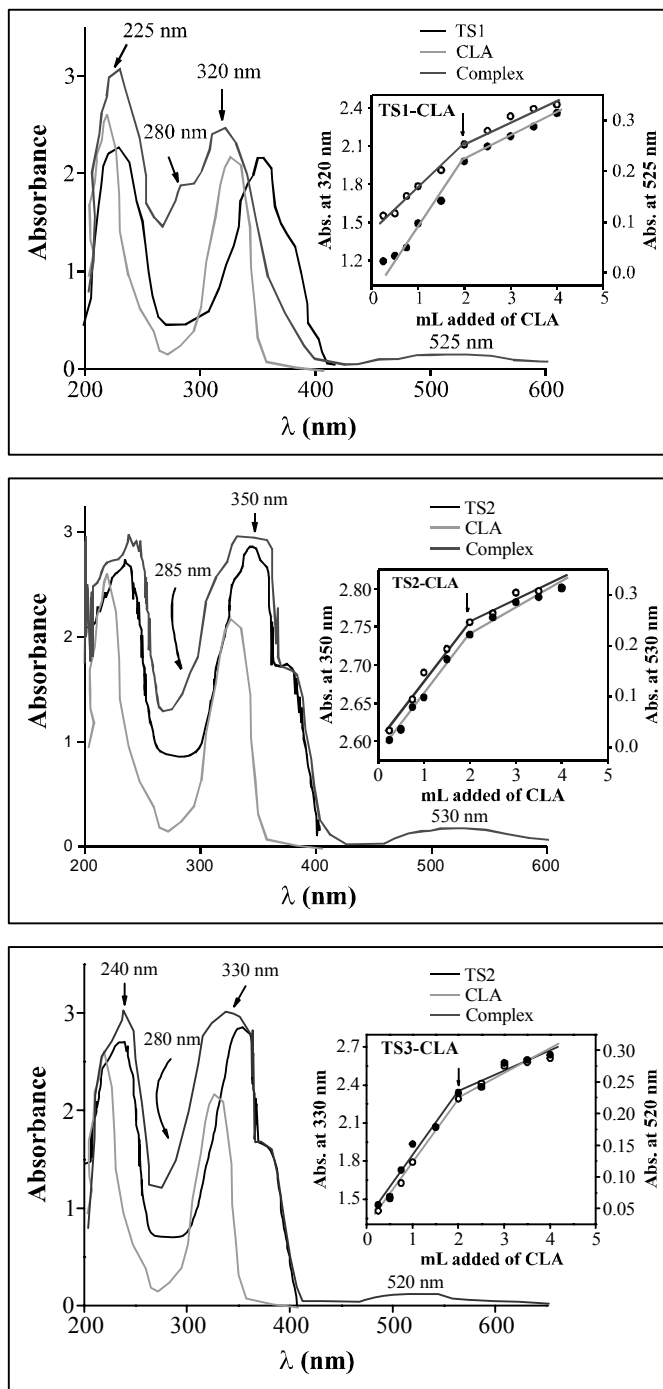 225 nm
320 nm
280 nm
TS1
CLA
Complex
TS1-CLA
Absorbance
3
2
1
0
200
300
400
500
600
525 nm
λ (nm)
Abs. at 320 nm
2.4
2.1
1.8
1.5
1.2
0.3
0.2
0.1
0.0
Abs. at 525 nm
0
1
2
3
4
5
mL added of CLA
350 nm
285 nm
TS2
CLA
Complex
TS2-CLA
Absorbance
3
2
1
0
200
300
400
500
600
530 nm
λ (nm)
Abs. at 350 nm
2.80
2.75
2.70
2.65
2.60
0.3
0.2
0.1
0.0
Abs. at 530 nm
0
1
2
3
4
5
mL added of CLA
240 nm
330 nm
280 nm
TS2
CLA
Complex
TS3-CLA
Absorbance
3
2
1
0
200
300
400
500
600
520 nm
λ (nm)
Abs. at 330 nm
2.7
2.4
2.1
1.8
1.5
0.30
0.25
0.20
0.15
0.10
0.05
Abs. at 520 nm
0
1
2
3
4
5
mL added of CLA